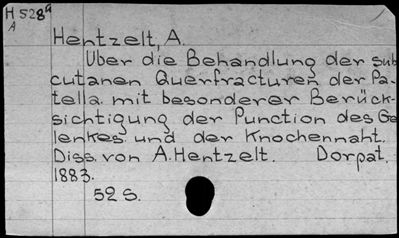 H 528a
A
Hentzelt, A.
Über die Behandlung der sub
cutanen Querfracturen der Pa-
tella mit besonderer Berück-
sichtigung der Punction des Ge
lenkes und der Knochennaht.
Diss. von A. Hentzelt. Dorpat.
1883.
52 S.